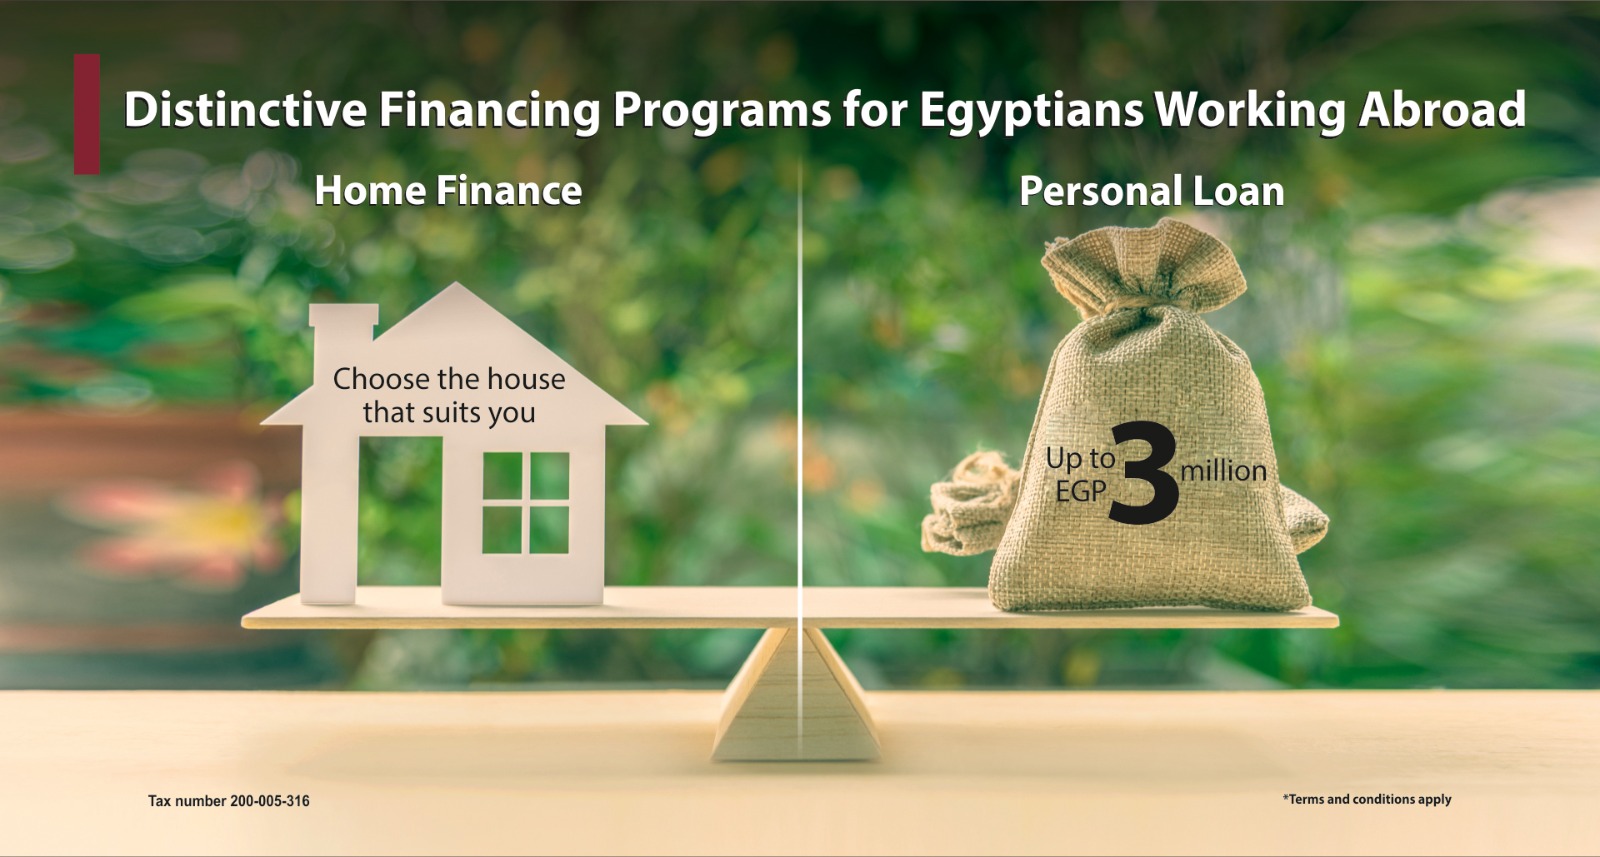 Distinctive Financing Programs for Egyptians Working Abroad
Home Finance
Choose the house
that suits you
Personal Loan
Up to
EGP 3 million
Tax number 200-005-316
*Terms and conditions apply